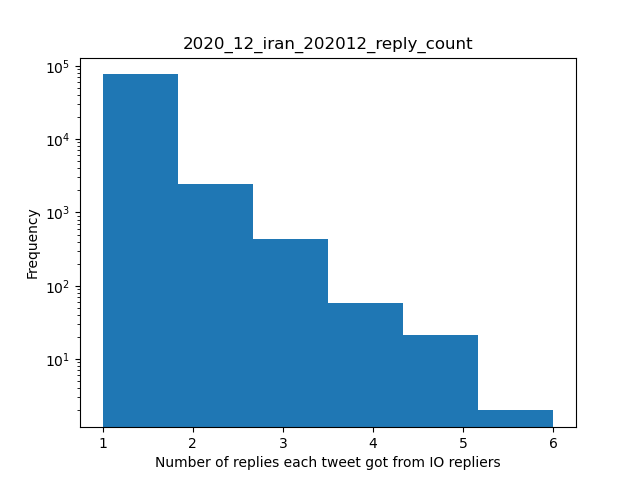 2020_12_iran_202012_reply_count
10^5
10^4
10^3
10^2
10^1
Frequency
1 2 3 4 5 6
Number of replies each tweet got from IO repliers